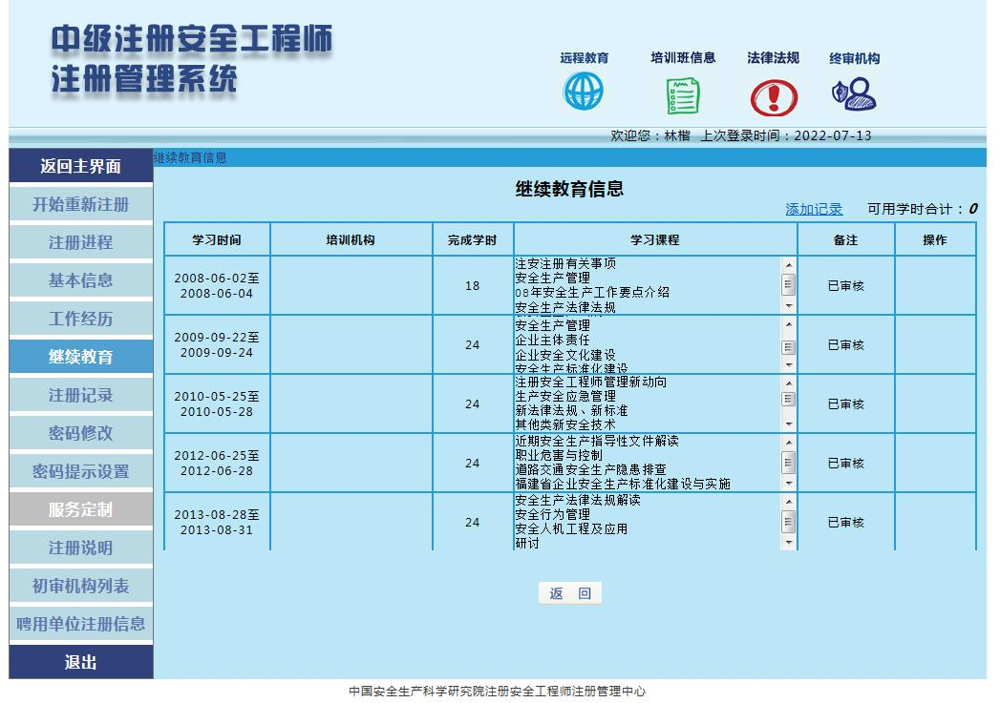 中级注册安全工程师
注册管理系统
远程教育 培训班信息 法律法规 终审机构
欢迎您：林楷 上次登录时间：2022-07-13
返回主界面
开始重新注册
注册进程
基本信息
工作经历
继续教育
注册记录
密码修改
密码提示设置
服务定制
注册说明
初审机构列表
聘用单位注册信息
退出
继续教育信息
继续教育信息
添加记录 可用学时合计：0
学习时间 培训机构 完成学时 学习课程 备注 操作
2008-06-02至
2008-06-04
18
注安注册有关事项
安全生产管理
08年安全生产工作要点介绍
安全生产法律法规
已审核
2009-09-22至
2009-09-24
24
安全生产管理
企业主体责任
企业安全文化建设
安全生产标准化建设
已审核
2010-05-25至
2010-05-28
24
注册安全工程师管理新动向
生产安全应急管理
新法律法规、新标准
其他类新安全技术
已审核
2012-06-25至
2012-06-28
24
近期安全生产指导性文件解读
职业危害与控制
道路交通安全生产隐患排查
福建省企业安全生产标准化建设与实施
已审核
2013-08-28至
2013-08-31
24
安全生产法律法规解读
安全行为管理
安全人机工程及应用
研讨
已审核
返 回
中国安全生产科学研究院注册安全工程师注册管理中心